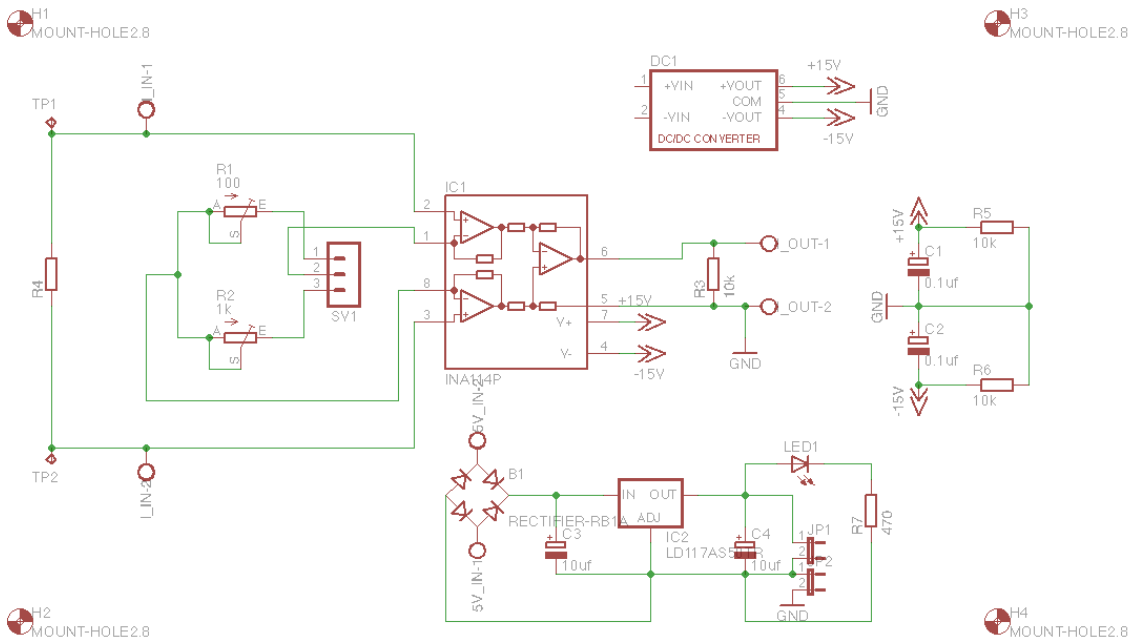 H1
MOUNT-HOLE2.8
H3
MOUNT-HOLE2.8
I_IN-1
TP1
DC1
+15V
1 +VIN +VOUT 6
COM 5
2 -VIN -VOUT 4
DC/DC CONVERTER
GND
-15V
R1
100
A E
S
IC1
2
1
8
3
6
5
7
4
V+
V-
INA114P
+15V
-15V
1
2
3
SV1
R2
1k
A E
S
R4
R3
10k
_OUT-1
I_OUT-2
GND
+15V
C1
0.1uf
R5
10k
GND
C2
0.1uf
R6
10k
-15V
TP2
I_IN-2
5V_IN-2
B1
RECTIFIER-RB1A
5V_IN-1
C3
10uf
IN OUT
ADJ
IC2
C4
10uf
LED1
R7
470
JP1
1
2
1
2
GND
H2
MOUNT-HOLE2.8
H4
MOUNT-HOLE2.8